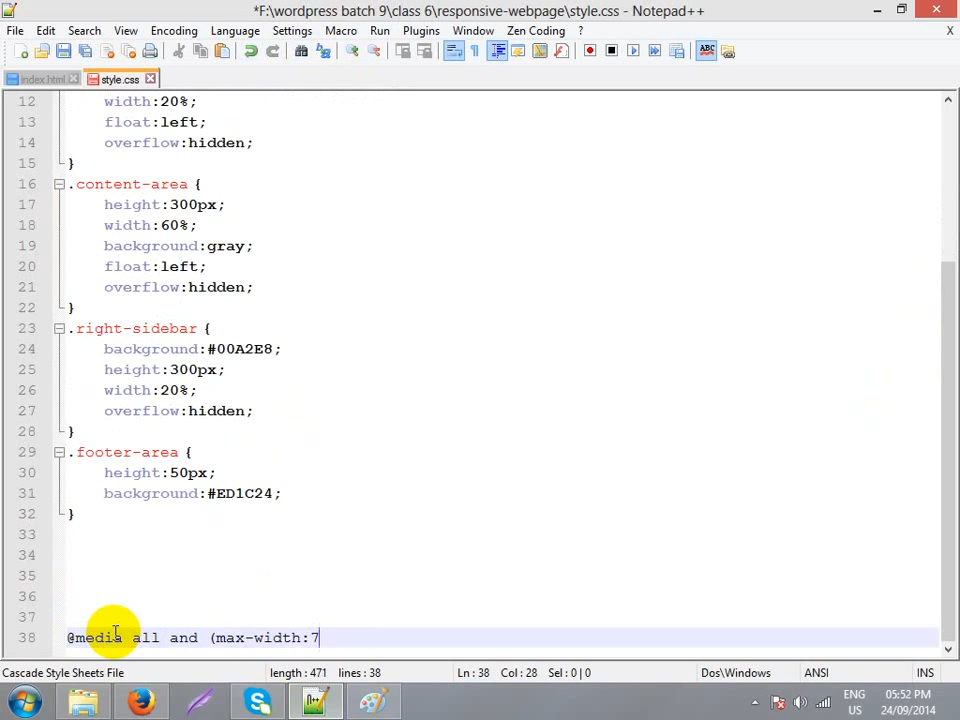 *F:\wordpress batch 9\class 6\responsive-webpage\style.css - Notepad++
File Edit Search View Encoding Language Settings Macro Run Plugins Window Zen Coding ? X
index.html style.css
12 width:20%;
13 float:left;
14 overflow:hidden;
15 }
16 .content-area {
17 height:300px;
18 width:60%;
19 background:gray;
20 float:left;
21 overflow:hidden;
22 }
23 .right-sidebar {
24 background:#00A2E8;
25 height:300px;
26 width:20%;
27 overflow:hidden;
28 }
29 .footer-area {
30 height:50px;
31 background:#ED1C24;
32 }
33
34
35
36
37
38 @media all and (max-width:7
Cascade Style Sheets File length : 471 lines : 38 Ln : 38 Col : 28 Sel : 0 | 0 Dos\Windows ANSI INS
ENG 05:52 PM
US 24/09/2014